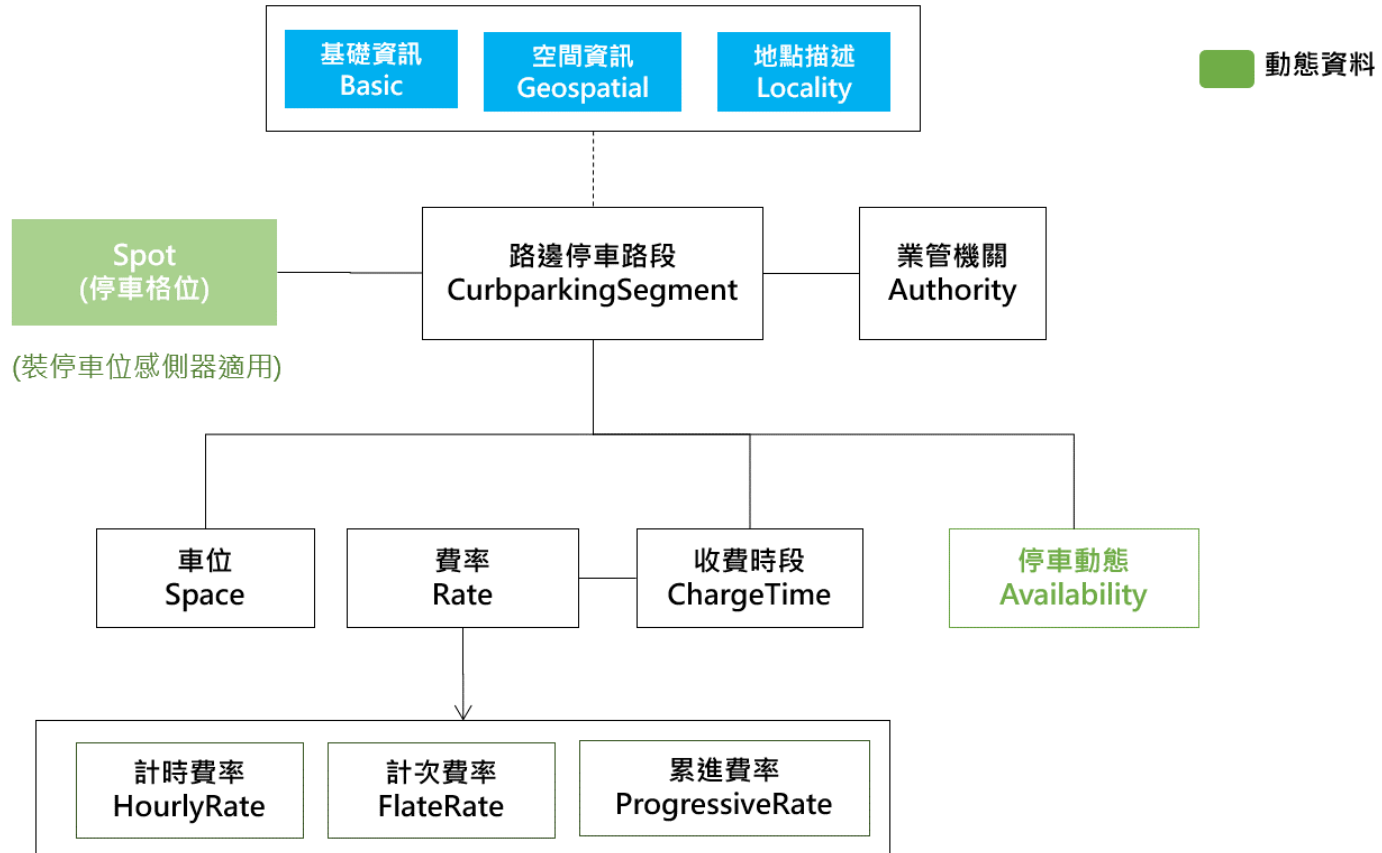 基礎資訊
Basic
空間資訊
Geospatial
地點描述
Locality
動態資料
Spot
(停車格位)
(裝停車位感側器適用)
路邊停車路段
CurbparkingSegment
業管機關
Authority
車位
Space
費率
Rate
收費時段
ChargeTime
停車動態
Availability
計時費率
HourlyRate
計次費率
FlateRate
累進費率
ProgressiveRate